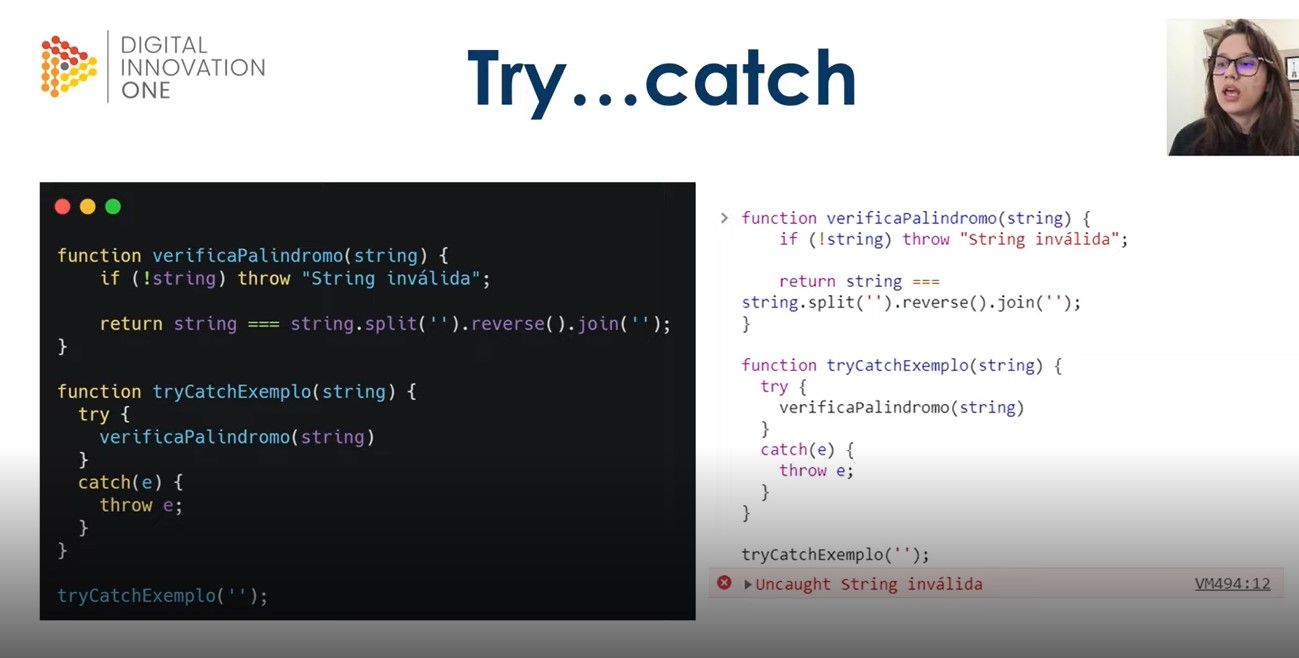 DIGITAL
INNOVATION
ONE
Try...catch
function verificaPalindromo(string) {
    if (!string) throw "String inválida";

    return string === string.split('').reverse().join('');
}

function tryCatchExemplo(string) {
  try {
    verificaPalindromo(string)
  }
  catch(e) {
    throw e;
  }
}

tryCatchExemplo('');
> function verificaPalindromo(string) {
    if (!string) throw "String inválida";

    return string ===
string.split('').reverse().join('');
}

function tryCatchExemplo(string) {
  try {
    verificaPalindromo(string)
  }
  catch(e) {
    throw e;
  }
}

tryCatchExemplo('');
Uncaught String inválida VM494:12